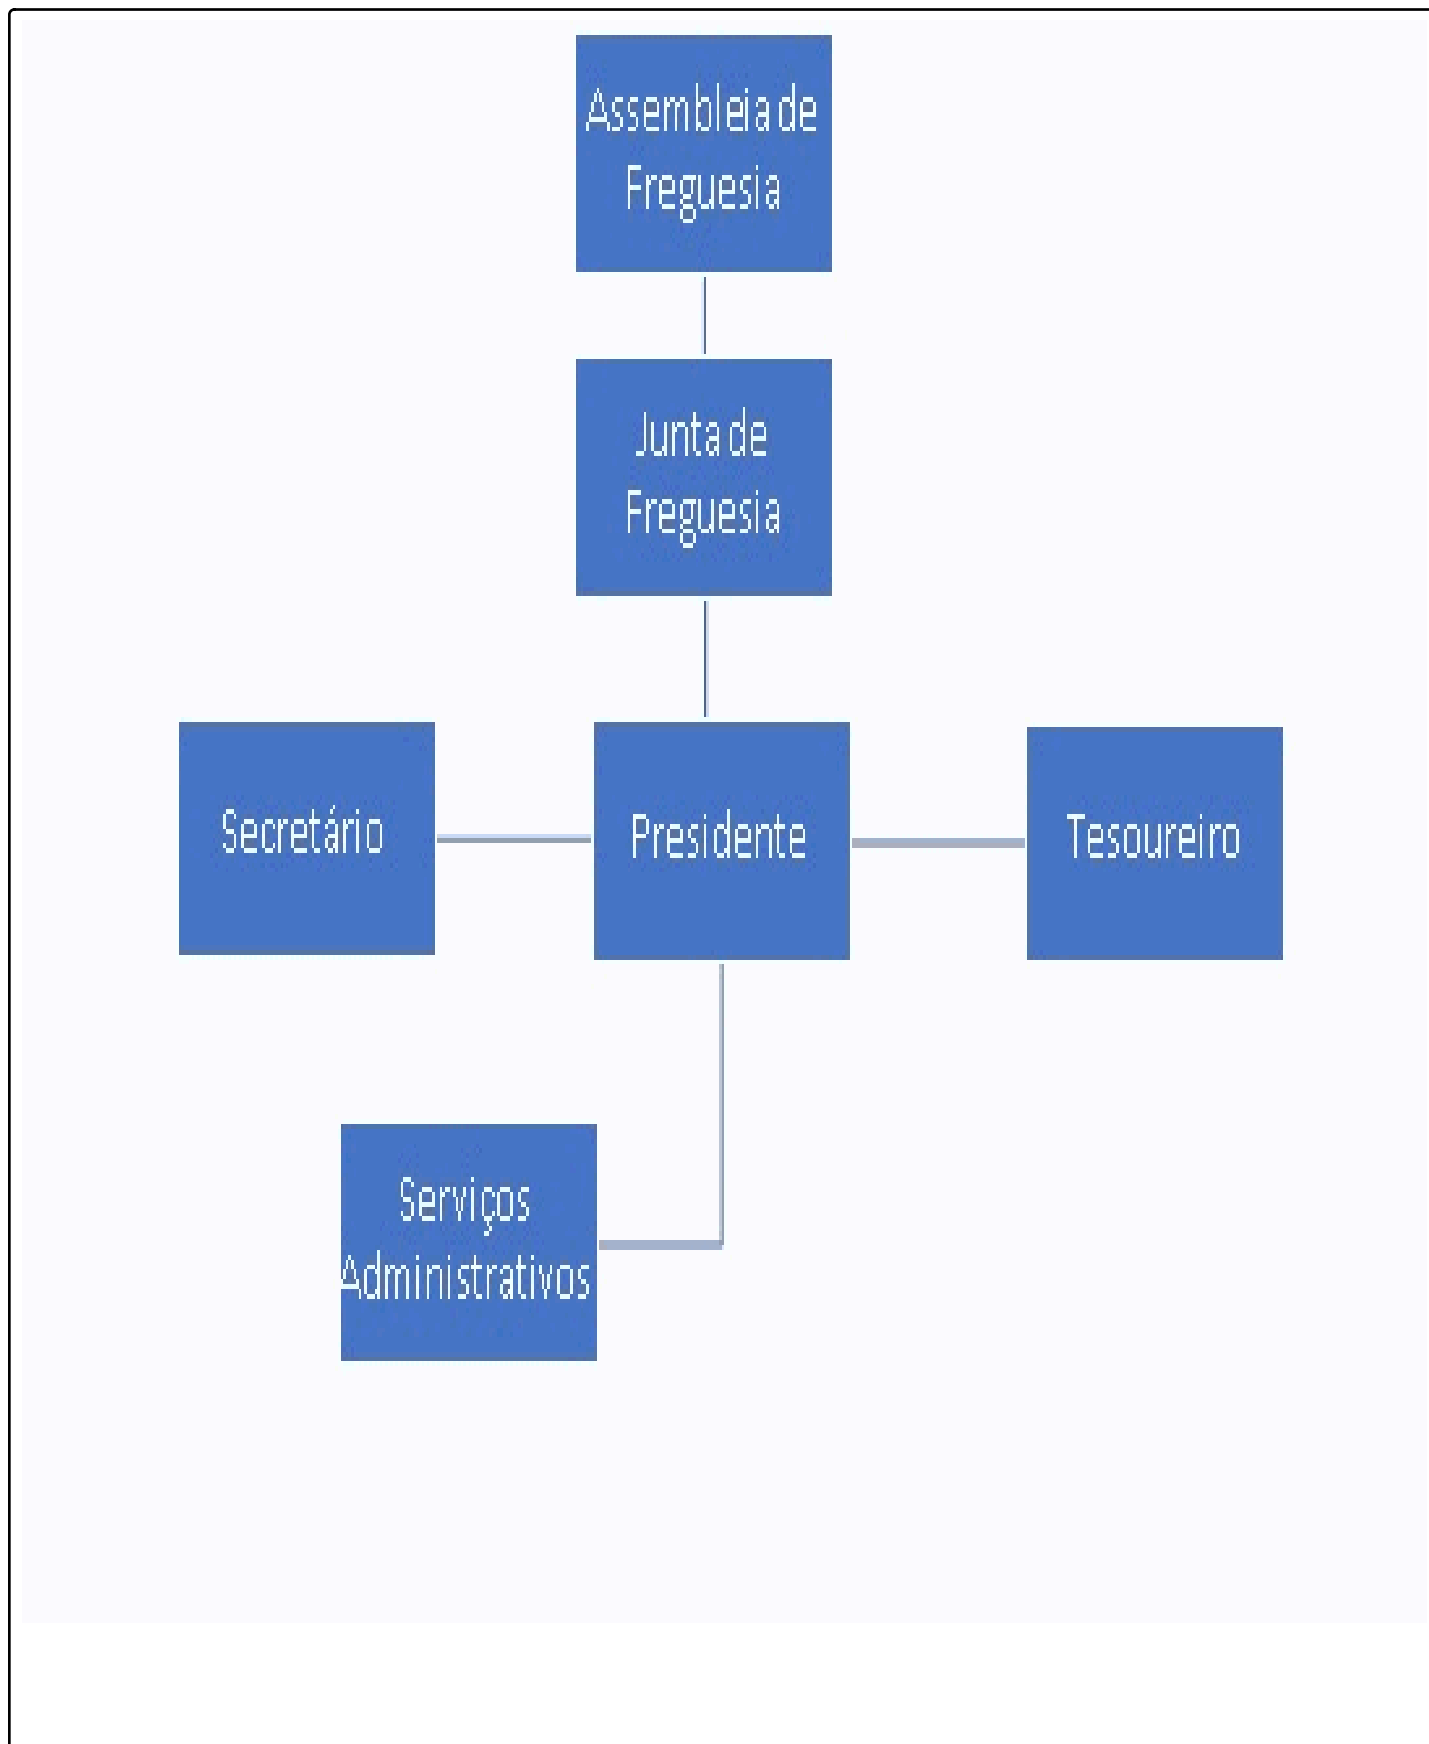 Assembleia de
Freguesia
Junta de
Freguesia
Secretário
Presidente
Tesoureiro
Serviços
Administrativos